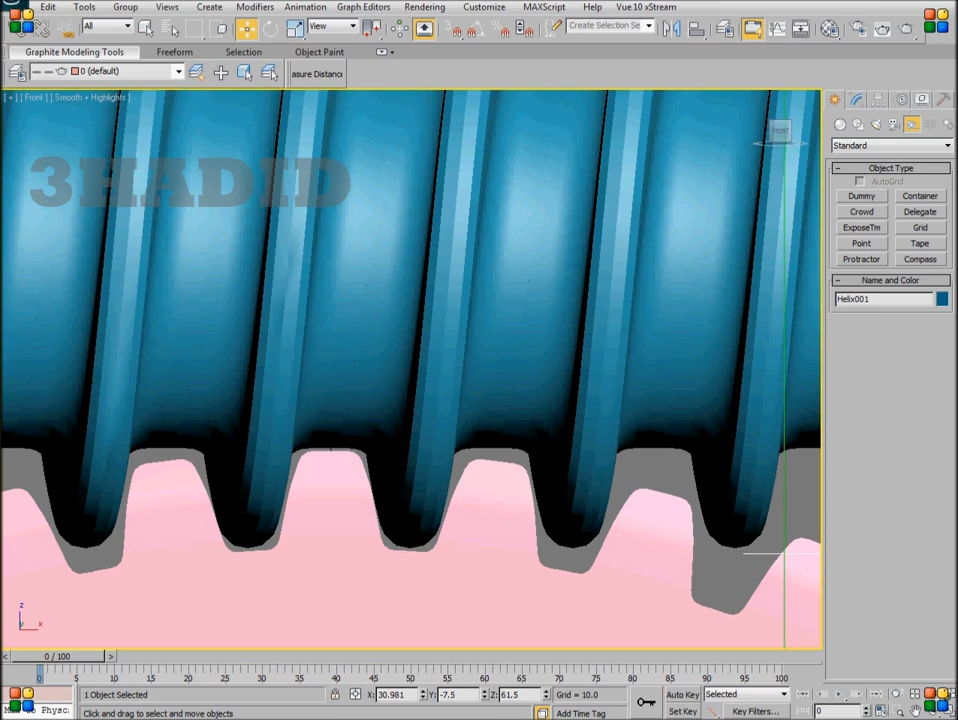 Edit Tools Group Views Create Modifiers Animation Graph Editors Rendering Customize MAXScript Help Vue 10 xStream
All View Create Selection Se
Graphite Modeling Tools Freeform Selection Object Paint
0 (default) asure Distanc
[ + ] [ Front ] [ Smooth + Highlights ]
FRONT
3HADID
Standard
Object Type
AutoGrid
Dummy Container
Crowd Delegate
ExposeTm Grid
Point Tape
Protractor Compass
Name and Color
Helix001
z
y x
< 0 / 100 >
0 5 10 15 20 25 30 35 40 45 50 55 60 65 70 75 80 85 90 95 100
1 Object Selected X: 30.981 Y: -7.5 Z: 61.5 Grid = 10.0 Auto Key Selected
Click and drag to select and move objects Add Time Tag Set Key Key Filters... 0